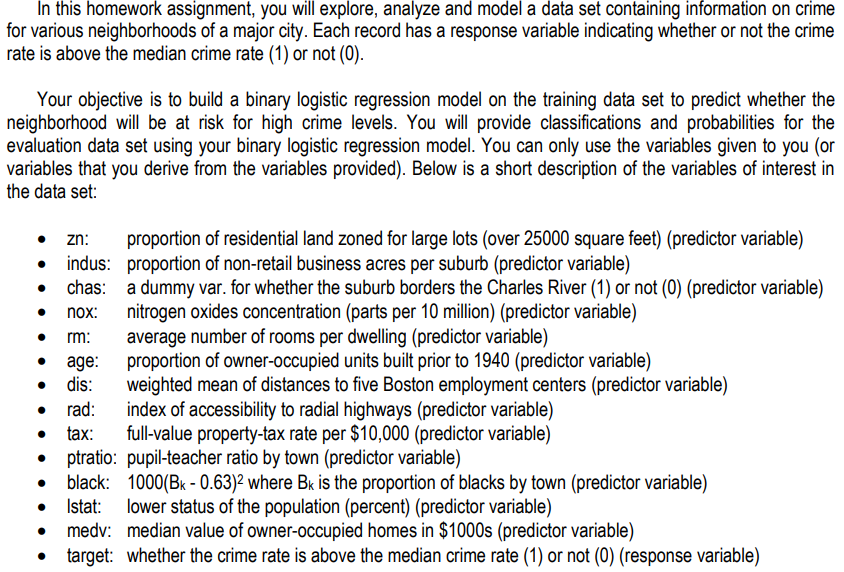 In this homework assignment, you will explore, analyze and model a data set containing information on crime
for various neighborhoods of a major city. Each record has a response variable indicating whether or not the crime
rate is above the median crime rate (1) or not (0).
Your objective is to build a binary logistic regression model on the training data set to predict whether the
neighborhood will be at risk for high crime levels. You will provide classifications and probabilities for the
evaluation data set using your binary logistic regression model. You can only use the variables given to you (or
variables that you derive from the variables provided). Below is a short description of the variables of interest in
the data set:
• zn: proportion of residential land zoned for large lots (over 25000 square feet) (predictor variable)
• indus: proportion of non-retail business acres per suburb (predictor variable)
• chas: a dummy var. for whether the suburb borders the Charles River (1) or not (0) (predictor variable)
• nox: nitrogen oxides concentration (parts per 10 million) (predictor variable)
• rm: average number of rooms per dwelling (predictor variable)
• age: proportion of owner-occupied units built prior to 1940 (predictor variable)
• dis: weighted mean of distances to five Boston employment centers (predictor variable)
• rad: index of accessibility to radial highways (predictor variable)
• tax: full-value property-tax rate per $10,000 (predictor variable)
• ptratio: pupil-teacher ratio by town (predictor variable)
• black: 1000(Bk - 0.63)² where Bk is the proportion of blacks by town (predictor variable)
• lstat: lower status of the population (percent) (predictor variable)
• medv: median value of owner-occupied homes in $1000s (predictor variable)
• target: whether the crime rate is above the median crime rate (1) or not (0) (response variable)